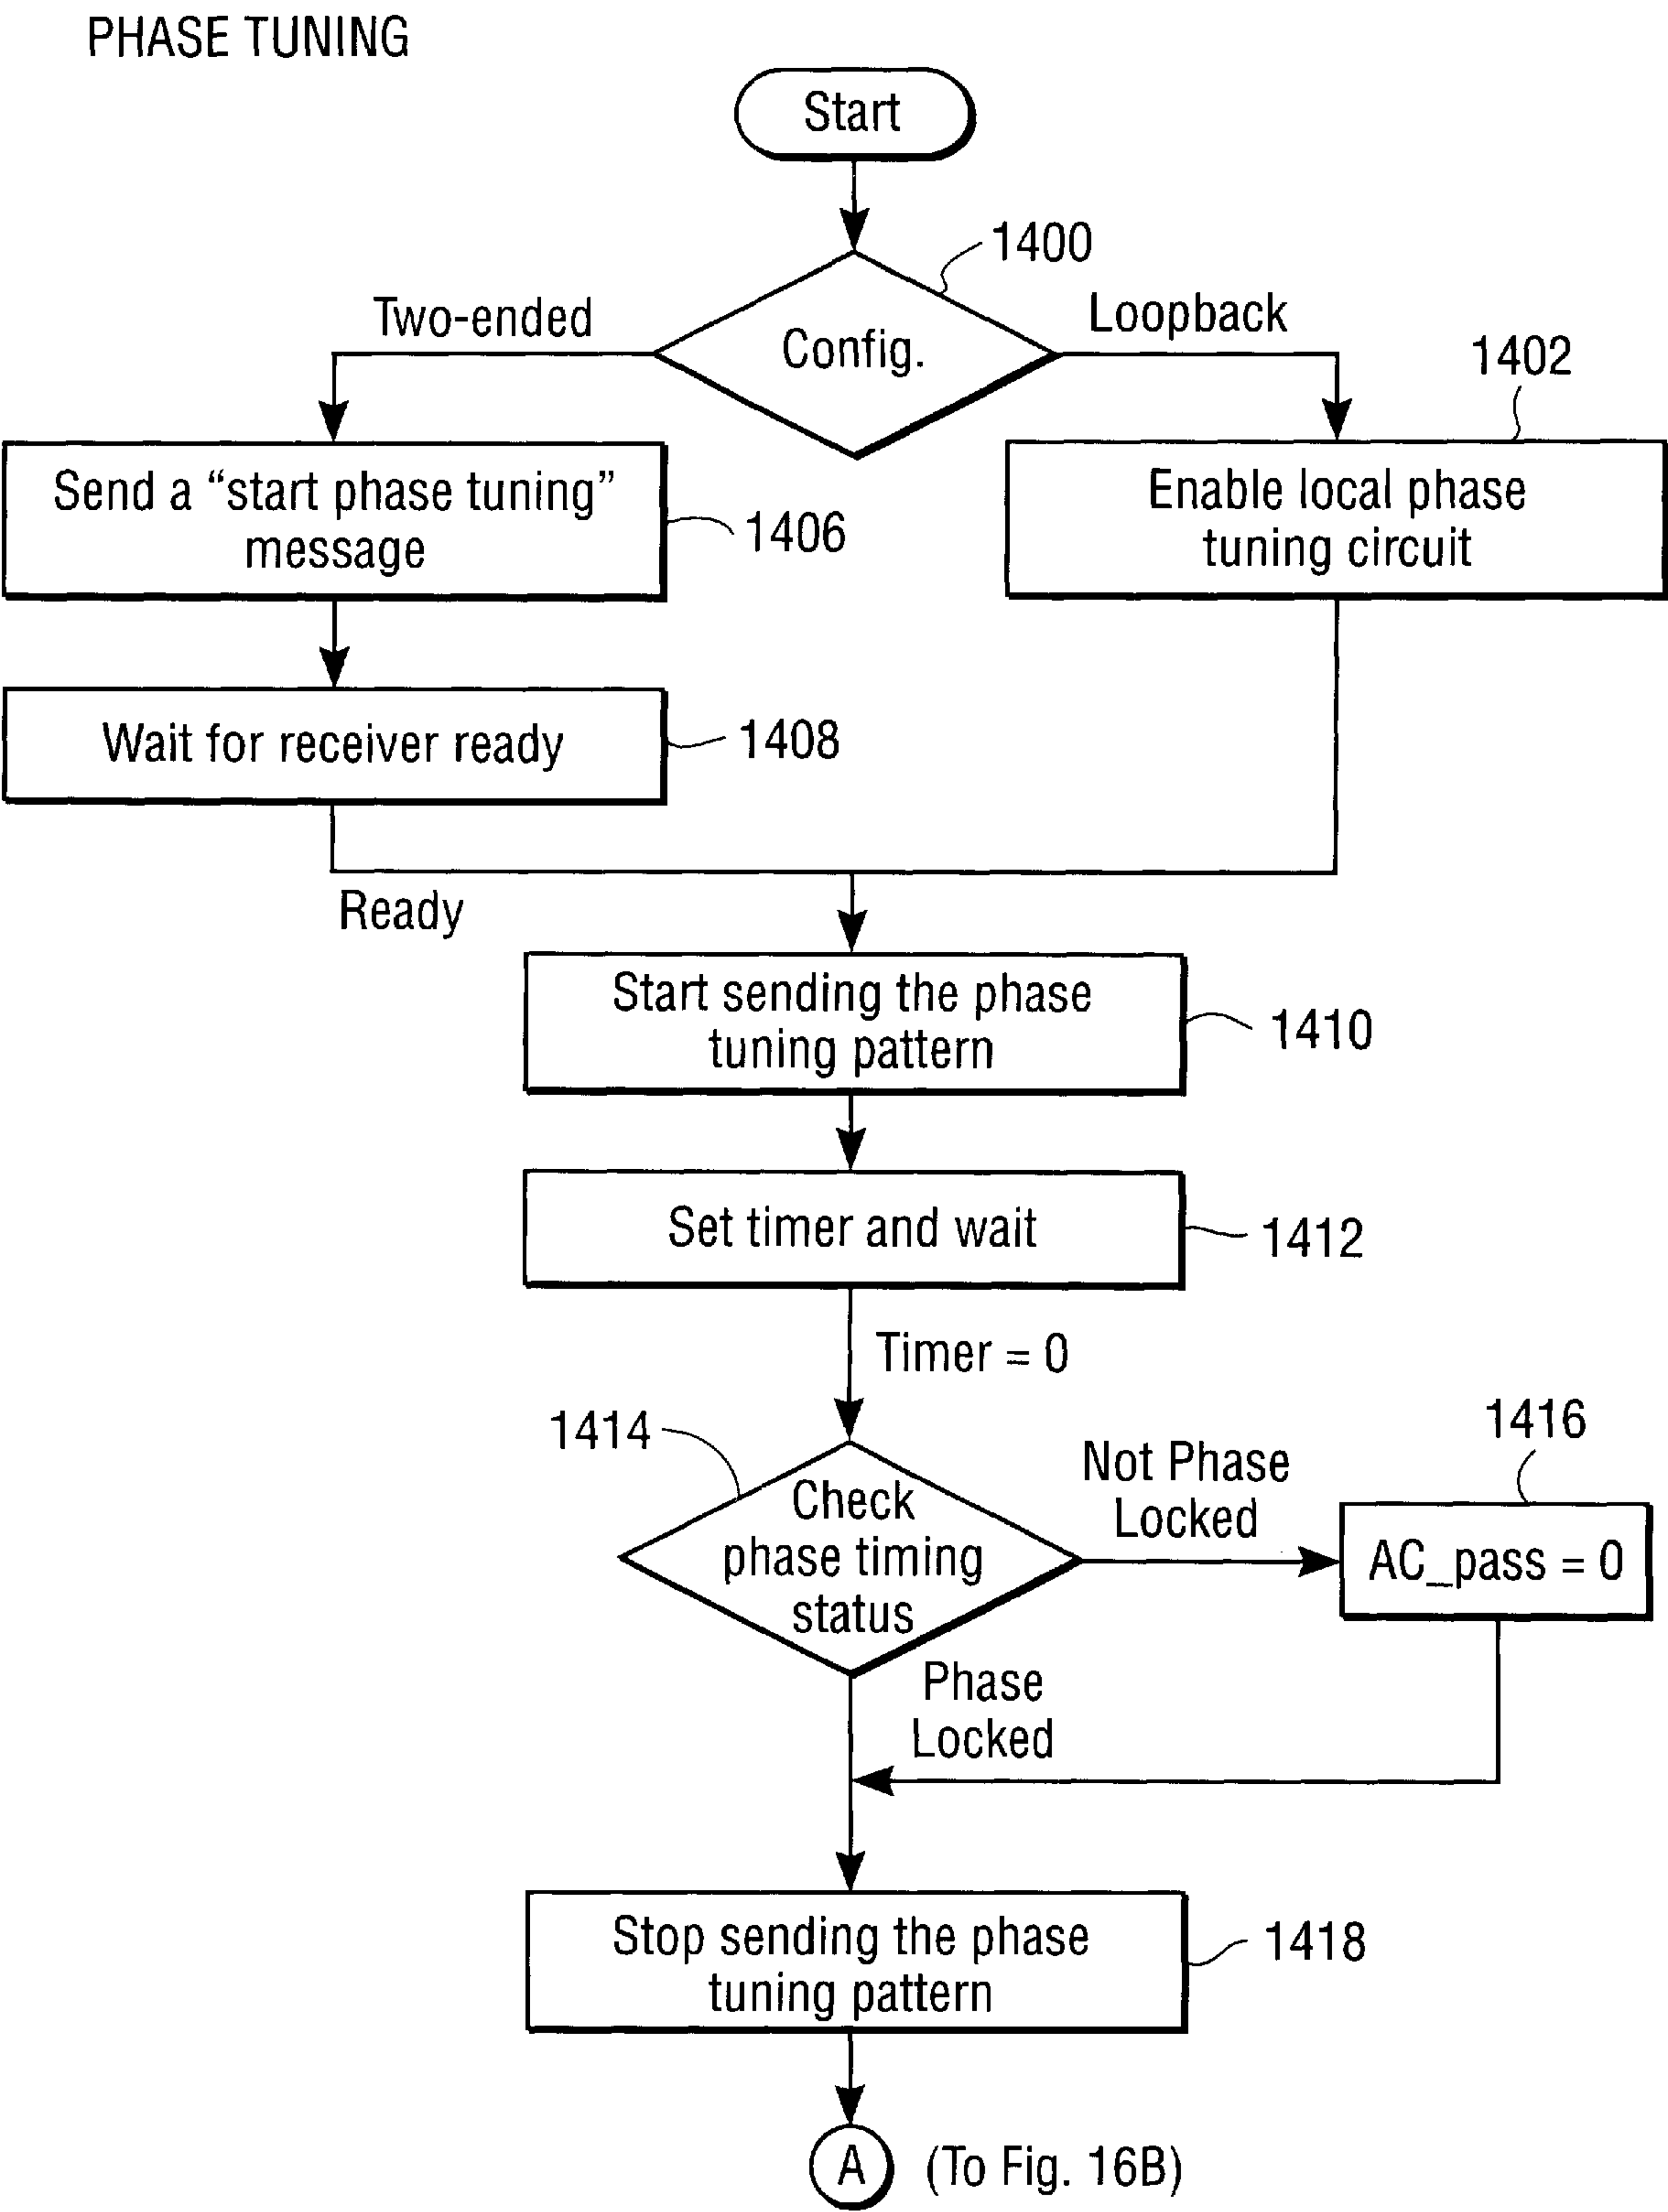 PHASE TUNING
Start
1400
Config.
Two-ended
Loopback
1402
Send a “start phase tuning”
message
1406
Enable local phase
tuning circuit
Wait for receiver ready
1408
Ready
Start sending the phase
tuning pattern
1410
Set timer and wait
1412
Timer = 0
1414
Check
phase timing
status
Not Phase
Locked
1416
AC_pass = 0
Phase
Locked
Stop sending the phase
tuning pattern
1418
A
(To Fig. 16B)